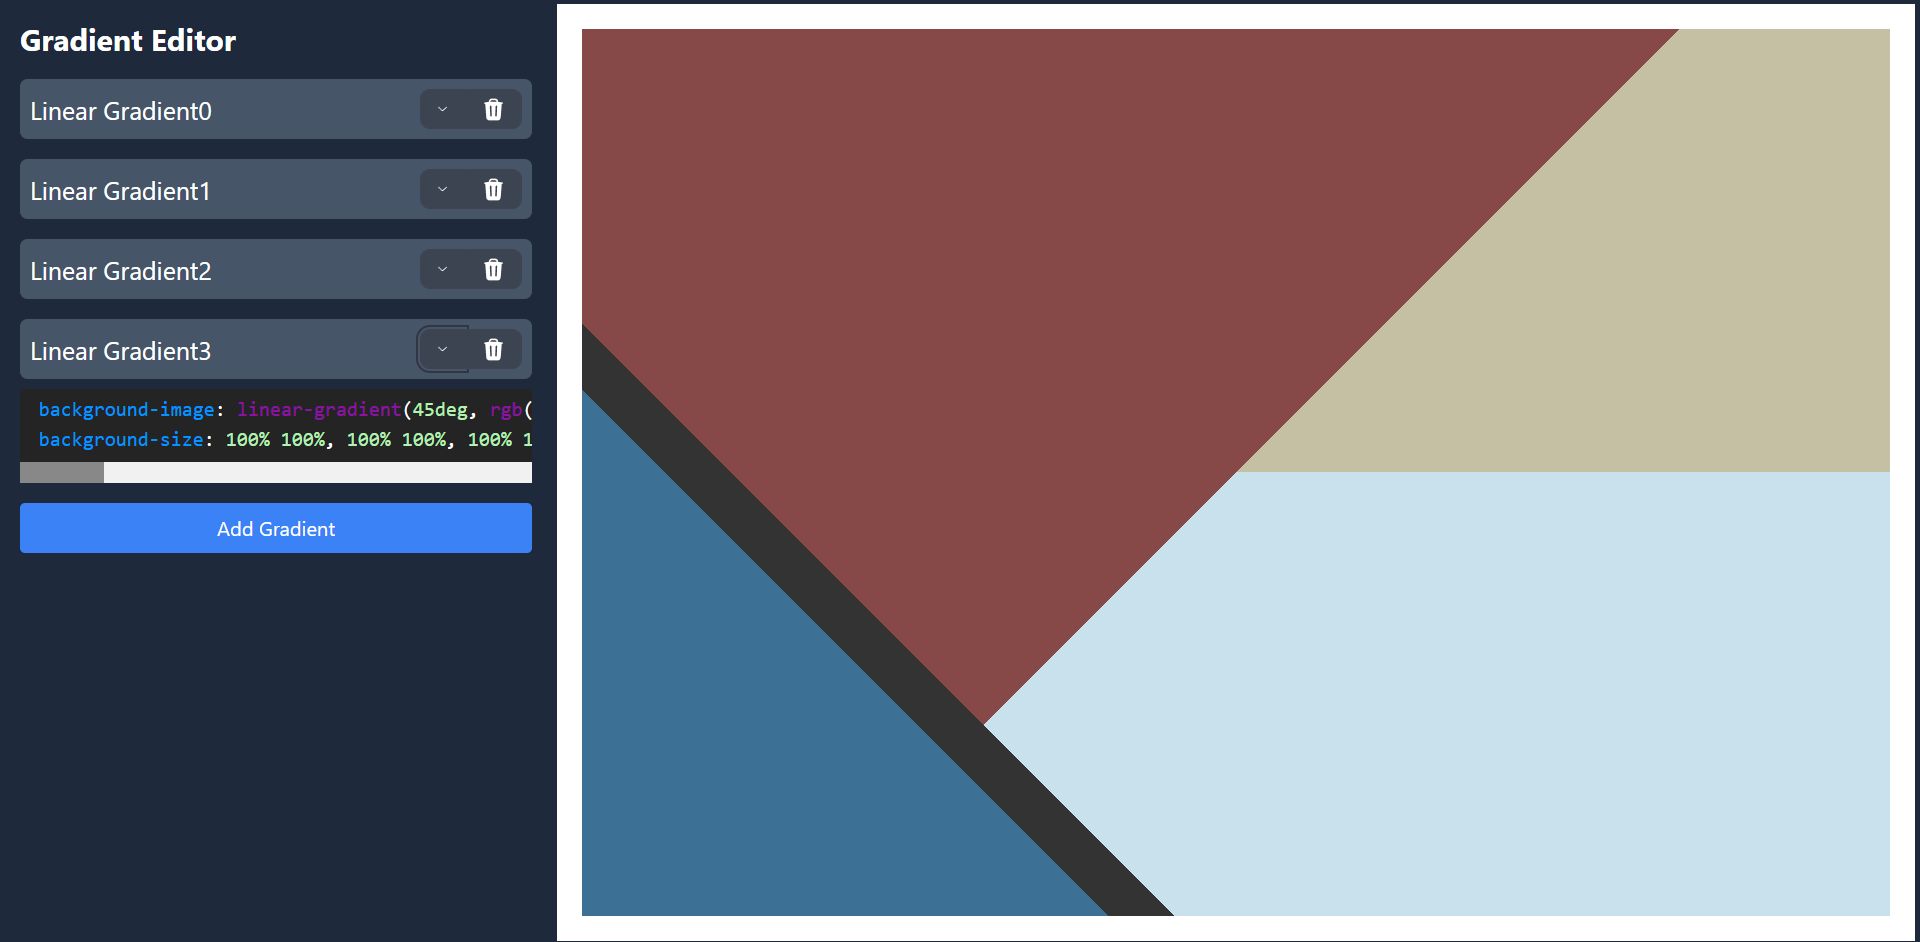 Gradient Editor
Linear Gradient0
Linear Gradient1
Linear Gradient2
Linear Gradient3
background-image: linear-gradient(45deg, rgb(
background-size: 100% 100%, 100% 100%, 100% 1
Add Gradient